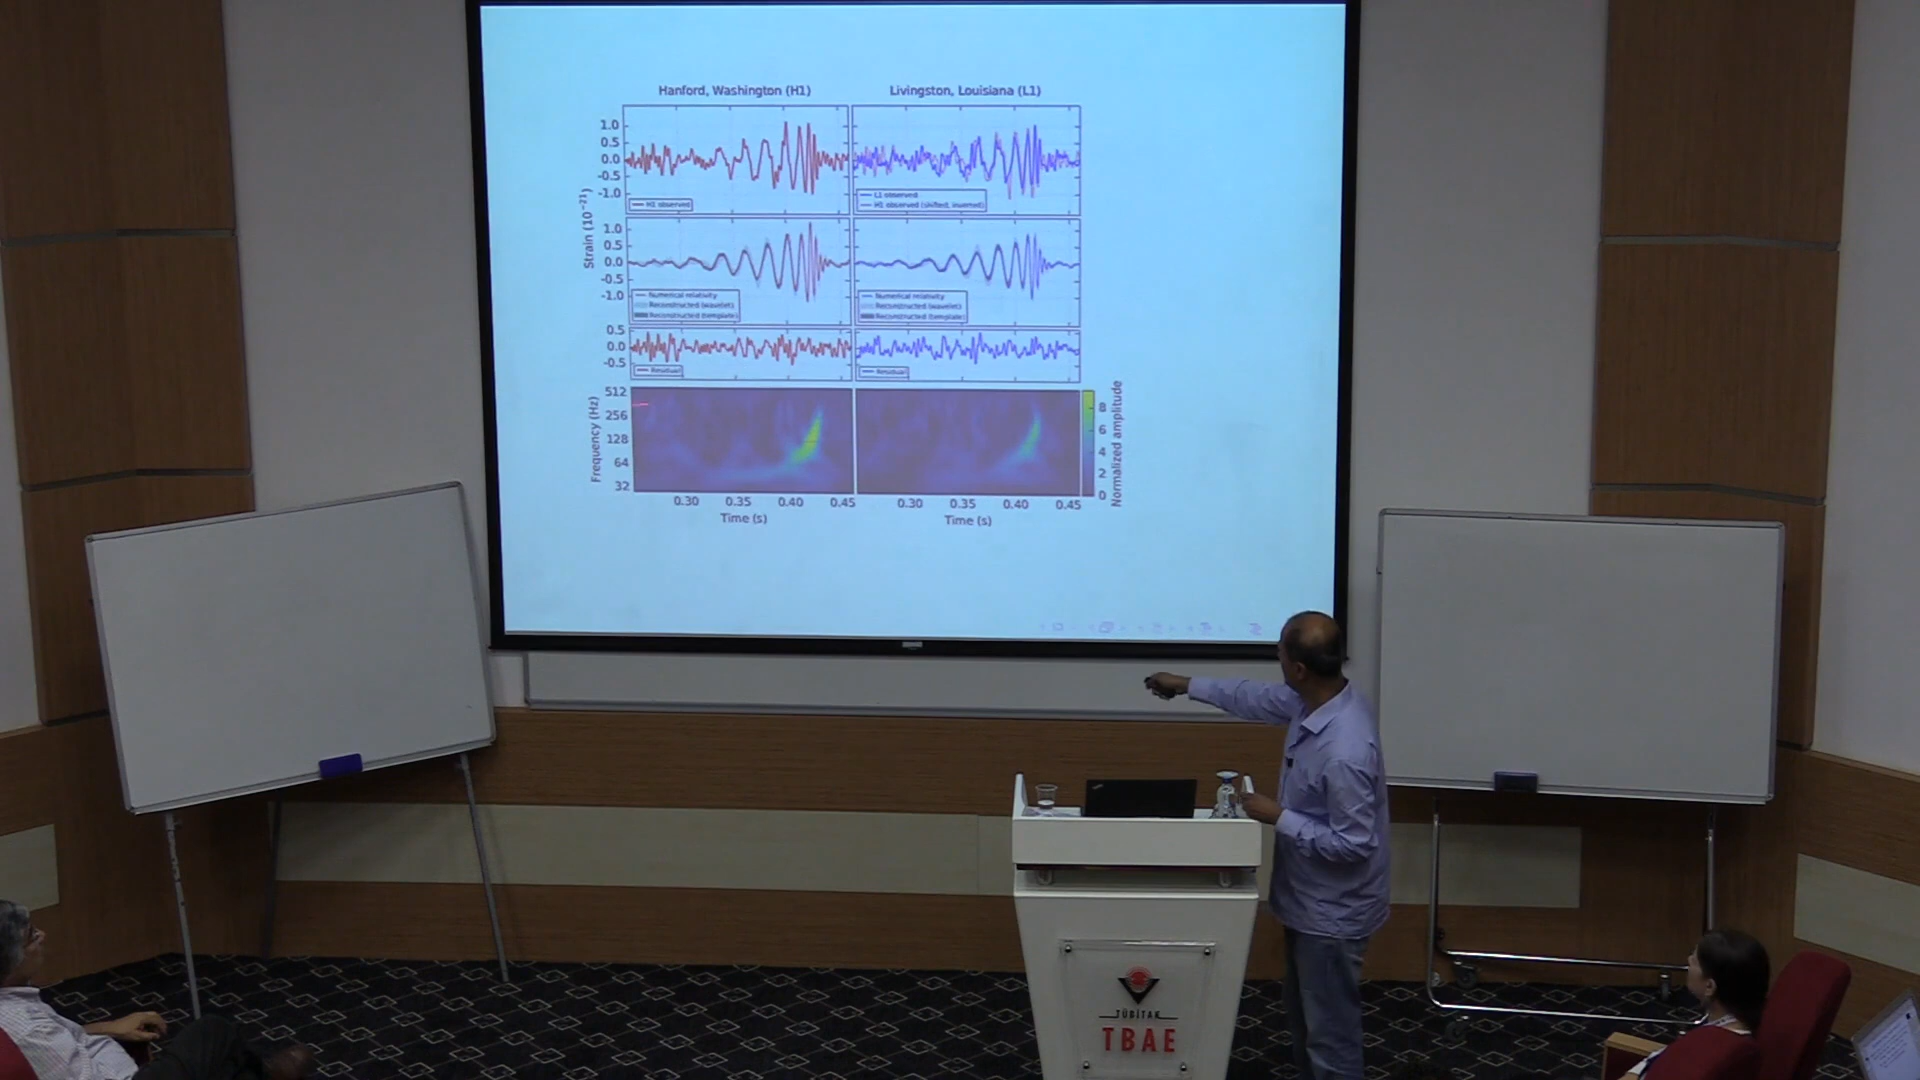 Hanford, Washington (H1)
Livingston, Louisiana (L1)
1.0
0.5
0.0
-0.5
-1.0
H1 observed
L1 observed
H1 observed (shifted, inverted)
Strain (10⁻²¹)
1.0
0.5
0.0
-0.5
-1.0
Numerical relativity
Reconstructed (wavelet)
Reconstructed (template)
Numerical relativity
Reconstructed (wavelet)
Reconstructed (template)
0.5
0.0
-0.5
Residual
Residual
Frequency (Hz)
512
256
128
64
32
8
6
4
2
0
Normalized amplitude
0.30 0.35 0.40 0.45
0.30 0.35 0.40 0.45
Time (s)
Time (s)
TÜBİTAK
TBAE